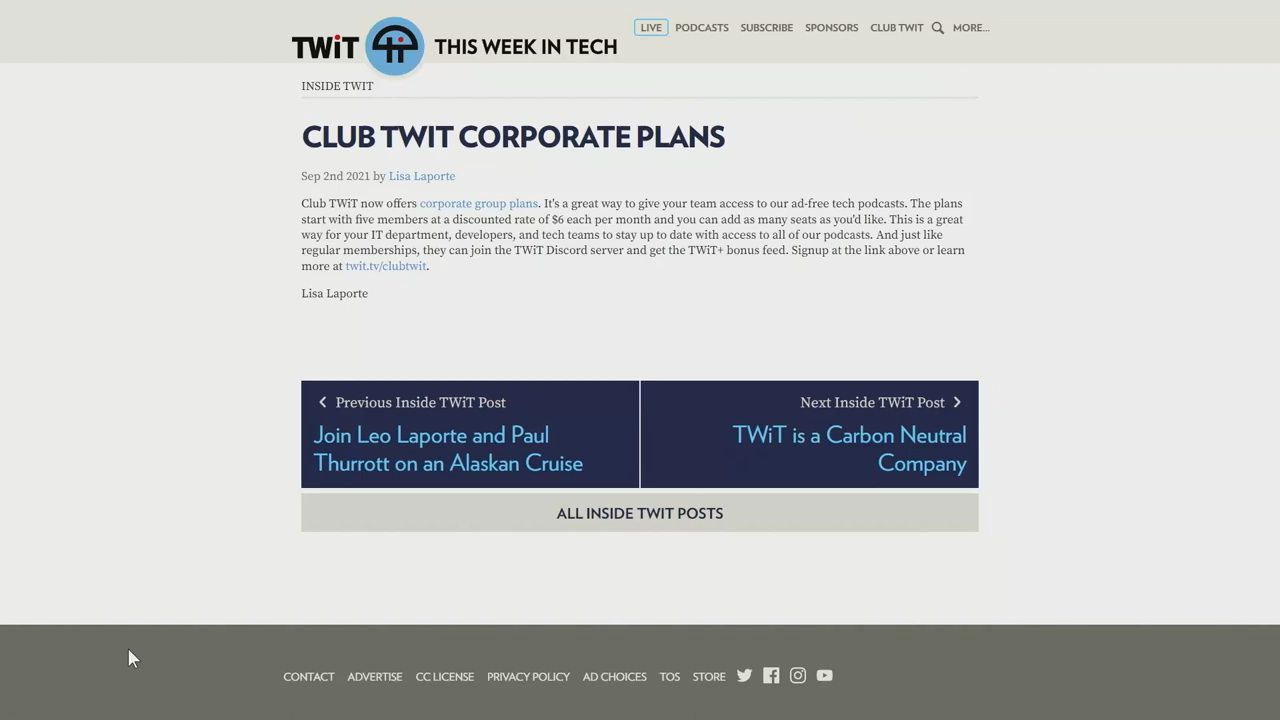 TWiT THIS WEEK IN TECH
LIVE PODCASTS SUBSCRIBE SPONSORS CLUB TWIT MORE...
INSIDE TWIT
CLUB TWIT CORPORATE PLANS
Sep 2nd 2021 by Lisa Laporte
Club TWiT now offers corporate group plans. It's a great way to give your team access to our ad-free tech podcasts. The plans
start with five members at a discounted rate of $6 each per month and you can add as many seats as you'd like. This is a great
way for your IT department, developers, and tech teams to stay up to date with access to all of our podcasts. And just like
regular memberships, they can join the TWiT Discord server and get the TWiT+ bonus feed. Signup at the link above or learn
more at twit.tv/clubtwit.
Lisa Laporte
Previous Inside TWiT Post
Join Leo Laporte and Paul
Thurrott on an Alaskan Cruise
Next Inside TWiT Post
TWiT is a Carbon Neutral
Company
ALL INSIDE TWIT POSTS
CONTACT ADVERTISE CC LICENSE PRIVACY POLICY AD CHOICES TOS STORE